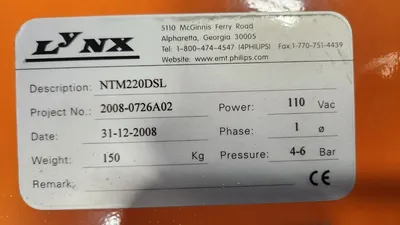 LyNX
5110 McGinnis Ferry Road
Alpharetta, Georgia 30005
Tel: 1-800-474-4547 (4PHILIPS) Fax:1-770-751-4439
Website: www.emt.philips.com
Description: NTM220DSL
Project No.: 2008-0726A02 Power: 110 Vac
Date: 31-12-2008 Phase: 1 ø
Weight: 150 Kg Pressure: 4-6 Bar
Remark: CE